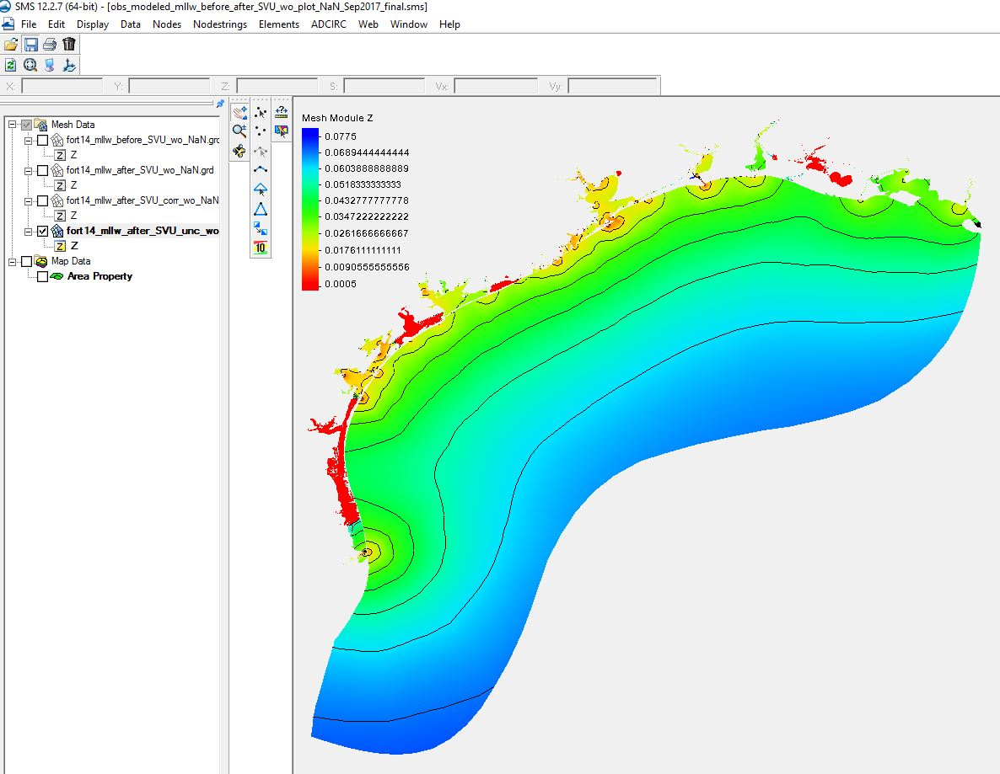 SMS 12.2.7 (64-bit) - [obs_modeled_mllw_before_after_SVU_wo_plot_NaN_Sep2017_final.sms]
File Edit Display Data Nodes Nodestrings Elements ADCIRC Web Window Help
X: Y: Z: S: Vx: Vy:
Mesh Data
fort14_mllw_before_SVU_wo_NaN.grd
Z
fort14_mllw_after_SVU_wo_NaN.grd
Z
fort14_mllw_after_SVU_corr_wo_NaN
Z
fort14_mllw_after_SVU_unc_wo
Z
Map Data
Area Property
10
Mesh Module Z
0.0775
0.0689444444444
0.0603888888889
0.0518333333333
0.0432777777778
0.0347222222222
0.0261666666667
0.0176111111111
0.0090555555556
0.0005